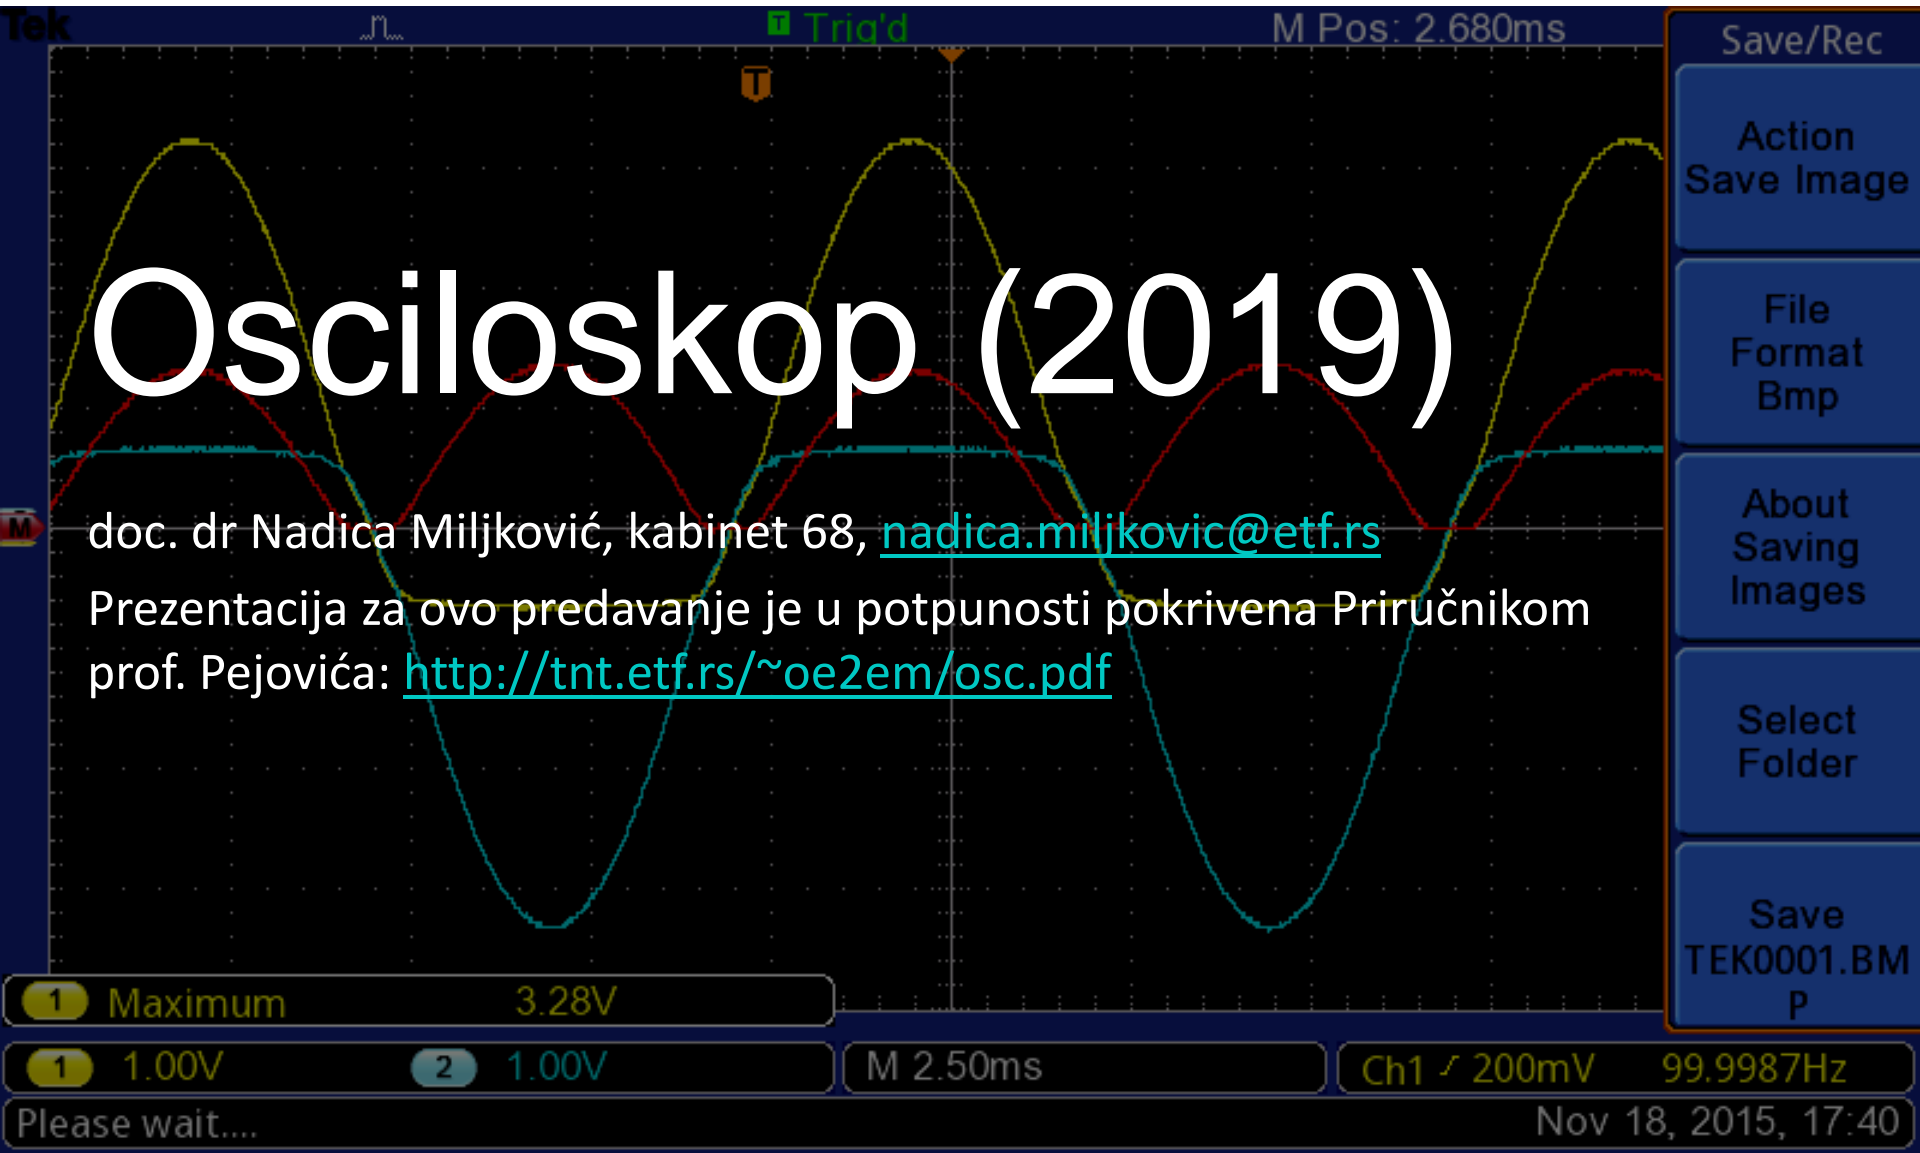 Tek
T Trig'd
M Pos: 2.680ms
Save/Rec
T
Action
Save Image
File
Format
Bmp
About
Saving
Images
Select
Folder
Save
TEK0001.BM
P
Osciloskop (2019)
M
doc. dr Nadica Miljković, kabinet 68, nadica.miljkovic@etf.rs
Prezentacija za ovo predavanje je u potpunosti pokrivena Priručnikom
prof. Pejovića: http://tnt.etf.rs/~oe2em/osc.pdf
1 Maximum 3.28V
1 1.00V 2 1.00V M 2.50ms Ch1 200mV 99.9987Hz
Please wait.... Nov 18, 2015, 17:40